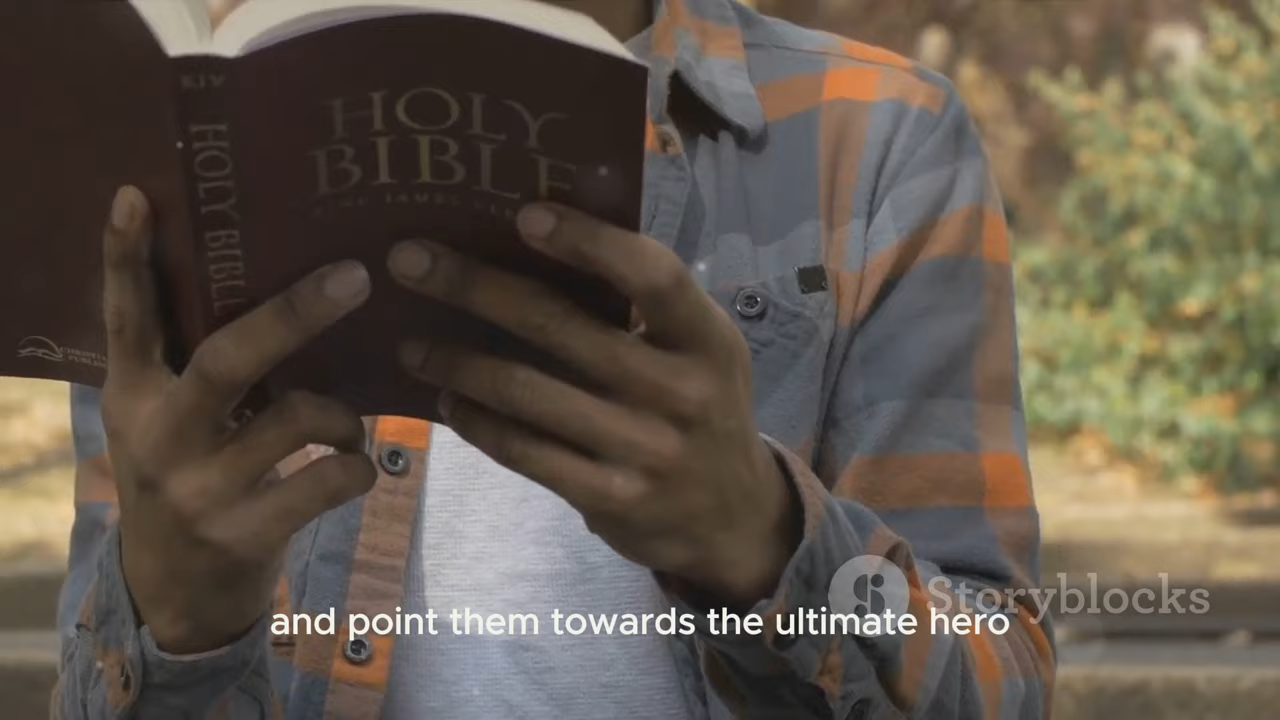 KJV
HOLY BIBLE
HOLY
BIBLE
and point them towards the ultimate hero
Storyblocks